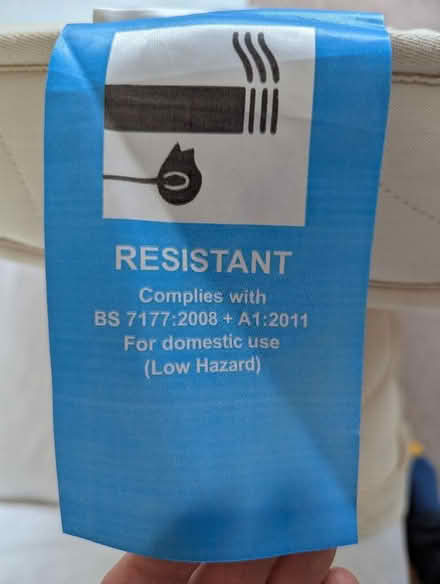 RESISTANT
Complies with
BS 7177:2008 + A1:2011
For domestic use
(Low Hazard)